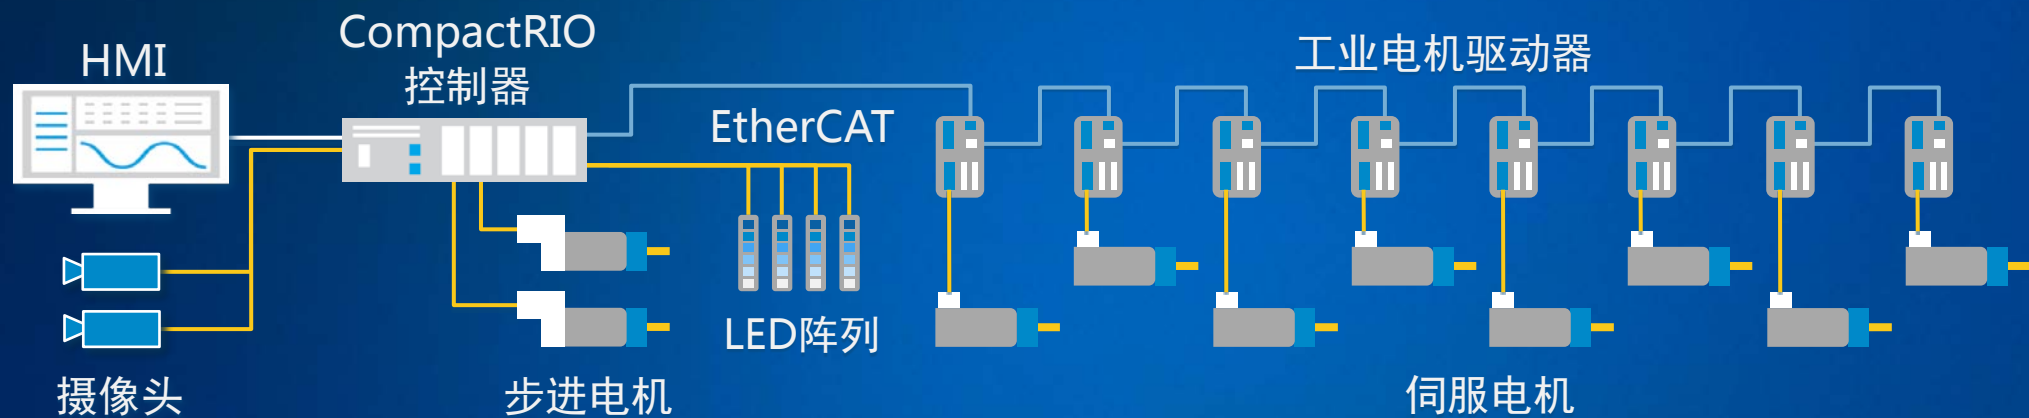 HMI
CompactRIO
控制器
工业电机驱动器
EtherCAT
LED阵列
摄像头
步进电机
伺服电机